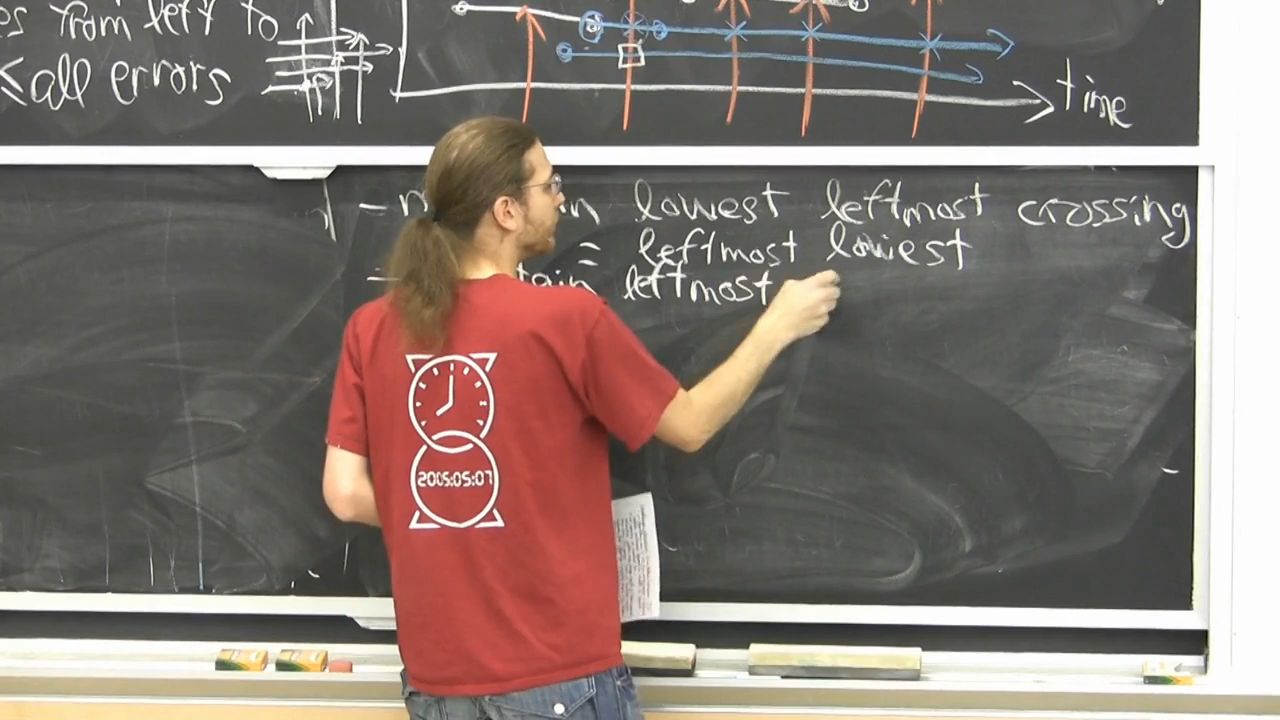 from left to
≤ all errors
time
lowest leftmost crossing
= leftmost lowest
leftmost
2005:05:07